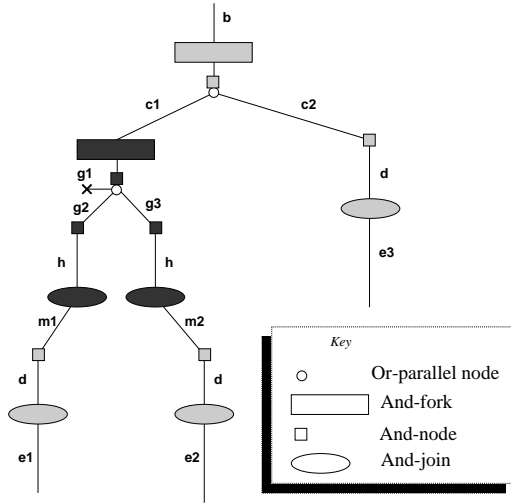 b
c1
c2
g1
g2
g3
d
h
h
e3
m1
m2
d
d
e1
e2
Key
Or-parallel node
And-fork
And-node
And-join